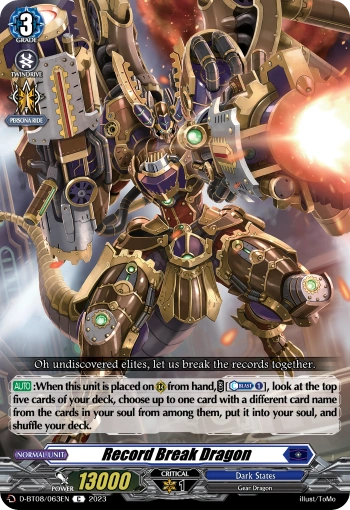 3
GRADE
TWINDRIVE
PERSONA RIDE
Oh undiscovered elites, let us break the records together.
AUTO :When this unit is placed on from hand, [ BLAST 1 ], look at the top
five cards of your deck, choose up to one card with a different card name
from the cards in your soul from among them, put it into your soul, and
shuffle your deck.
NORMAL UNIT
Record Break Dragon
POWER 13000
CRITICAL
1
Dark States
Gear Dragon
D-BT08/063EN C 2023
illust/ToMo